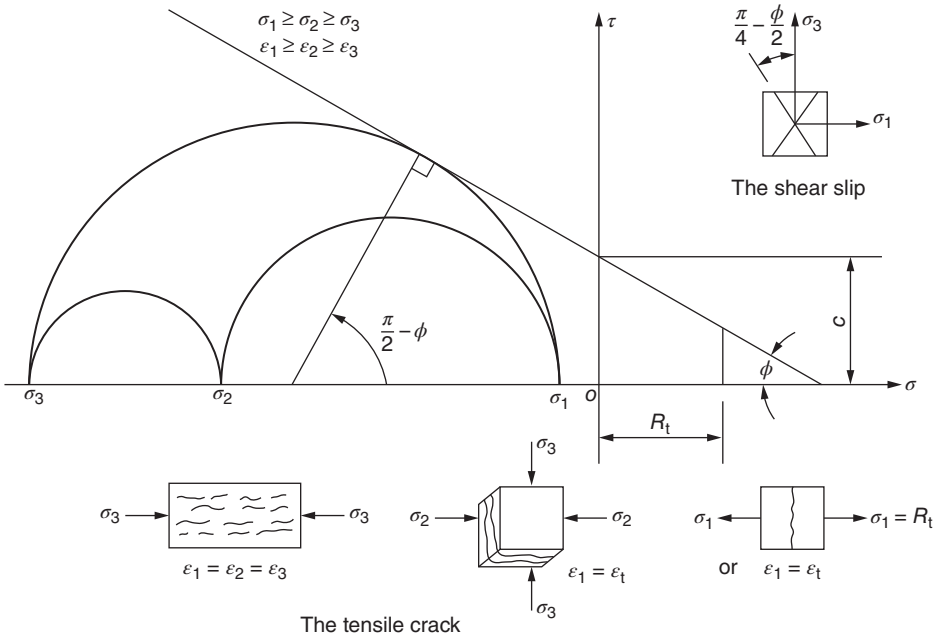 σ₁ ≥ σ₂ ≥ σ₃
ε₁ ≥ ε₂ ≥ ε₃
τ
π/4 − ϕ/2
σ₃
σ₁
The shear slip
π/2 − ϕ
c
ϕ
σ₃
σ₂
σ₁
o
σ
Rₜ
σ₃
σ₃
ε₁ = ε₂ = ε₃
σ₃
σ₂
σ₂
ε₁ = εₜ
σ₃
σ₁
σ₁ = Rₜ
or
ε₁ = εₜ
The tensile crack